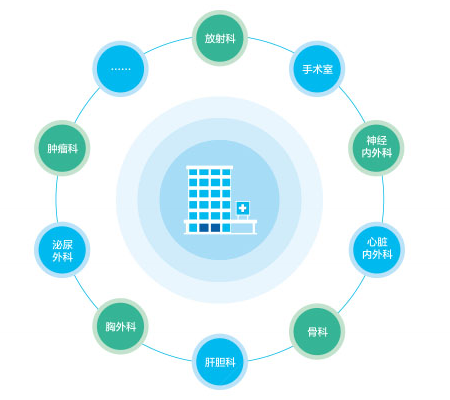 放射科
手术室
神经
内外科
心脏
内外科
骨科
肝胆科
胸外科
泌尿
外科
肿瘤科
......